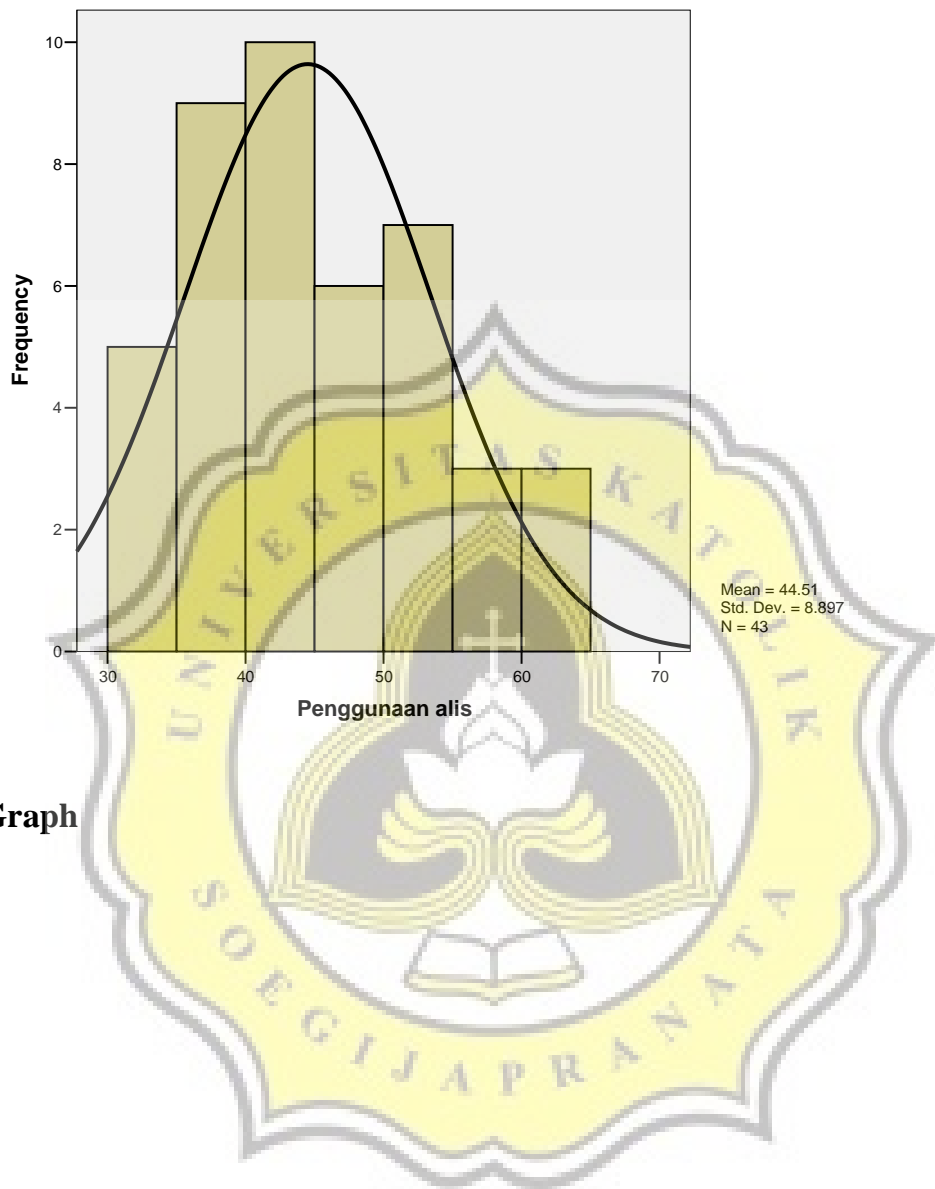 Frequency
10
8
6
4
2
0
30 40 50 60 70
Penggunaan alis
Mean = 44.51
Std. Dev. = 8.897
N = 43
Graph
UNIVERSITAS KATOLIK
SOEGIJAPRANATA